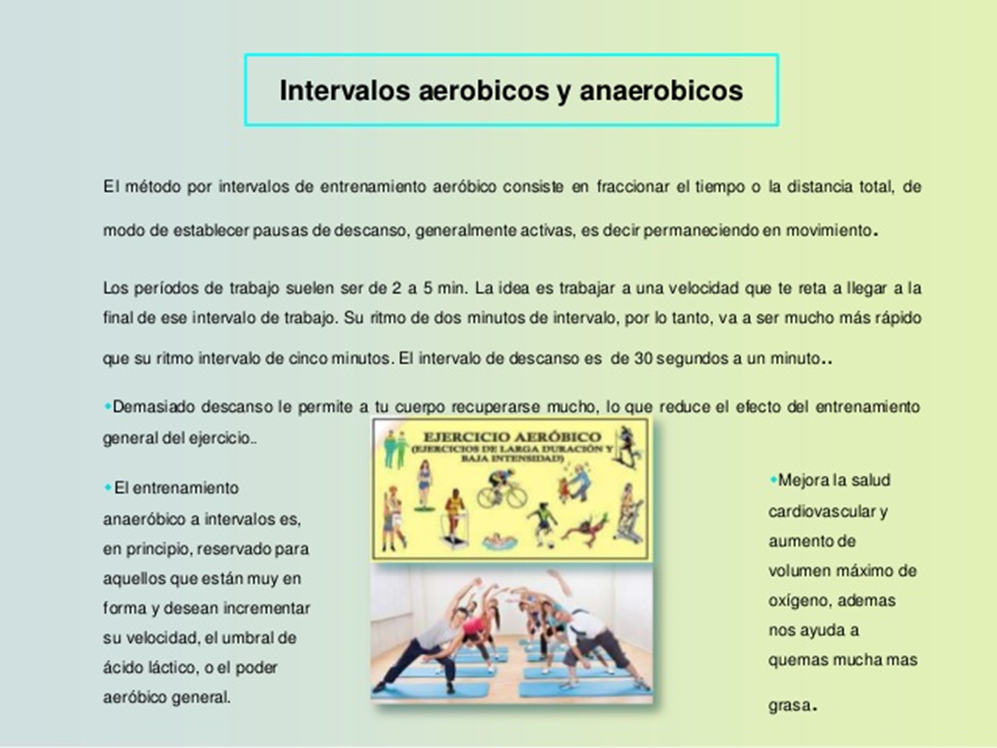 Intervalos aerobicos y anaerobicos
El método por intervalos de entrenamiento aeróbico consiste en fraccionar el tiempo o la distancia total, de
modo de establecer pausas de descanso, generalmente activas, es decir permaneciendo en movimiento.
Los períodos de trabajo suelen ser de 2 a 5 min. La idea es trabajar a una velocidad que te reta a llegar a la
final de ese intervalo de trabajo. Su ritmo de dos minutos de intervalo, por lo tanto, va a ser mucho más rápido
que su ritmo intervalo de cinco minutos. El intervalo de descanso es de 30 segundos a un minuto..
Demasiado descanso le permite a tu cuerpo recuperarse mucho, lo que reduce el efecto del entrenamiento
general del ejercicio..
El entrenamiento
anaeróbico a intervalos es,
en principio, reservado para
aquellos que están muy en
forma y desean incrementar
su velocidad, el umbral de
ácido láctico, o el poder
aeróbico general.
EJERCICIO AERÓBICO
(EJERCICIOS DE LARGA DURACIÓN Y
BAJA INTENSIDAD)
Mejora la salud
cardiovascular y
aumento de
volumen máximo de
oxígeno, ademas
nos ayuda a
quemas mucha mas
grasa.